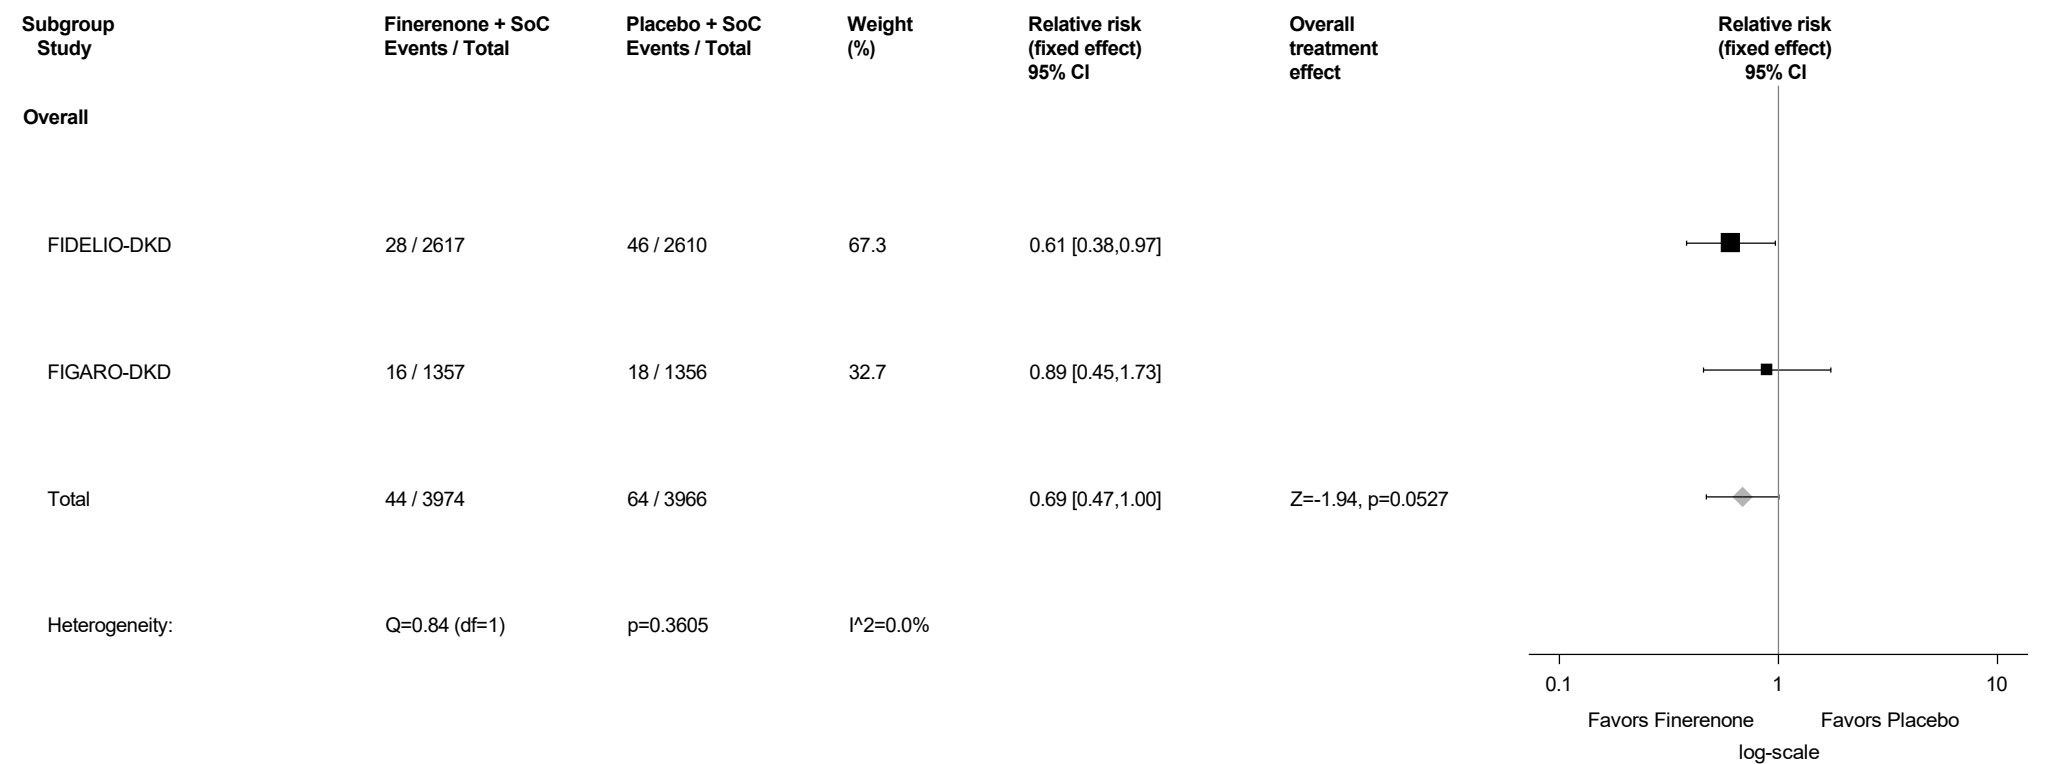 Subgroup Finerenone + SoC Placebo + SoC Weight Relative risk Overall Relative risk
Study Events / Total Events / Total (%) (fixed effect) treatment (fixed effect)
95% CI effect 95% CI
Overall
FIDELIO-DKD 28 / 2617 46 / 2610 67.3 0.61 [0.38,0.97]
FIGARO-DKD 16 / 1357 18 / 1356 32.7 0.89 [0.45,1.73]
Total 44 / 3974 64 / 3966 0.69 [0.47,1.00] Z=-1.94, p=0.0527
Heterogeneity: Q=0.84 (df=1) p=0.3605 I^2=0.0%
0.1 1 10
Favors Finerenone Favors Placebo
log-scale